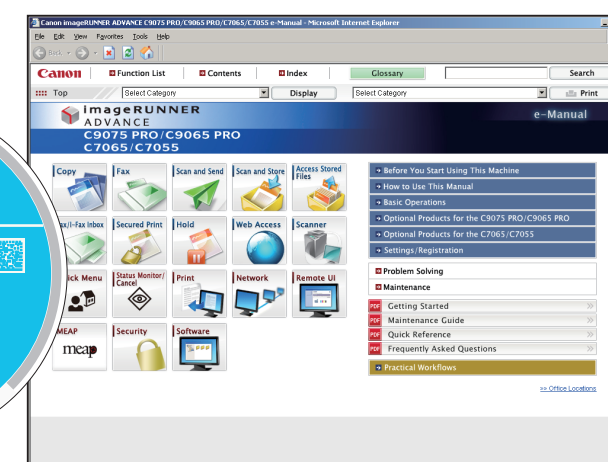 Canon imageRUNNER ADVANCE C9075 PRO/C9065 PRO/C7065/C7055 e-Manual - Microsoft Internet Explorer
File Edit View Favorites Tools Help
Back
Canon Function List Contents Index Glossary Search
Top Select Category Display Select Category Print
imageRUNNER
ADVANCE
e-Manual
C9075 PRO/C9065 PRO
C7065/C7055
Copy Fax Scan and Send Scan and Store Access Stored
Files
Fax/I-Fax Inbox Secured Print Hold Web Access Scanner
ick Menu Status Monitor/
Cancel
Print Network Remote UI
MEAP Security Software
meap
Before You Start Using This Machine
How to Use This Manual
Basic Operations
Optional Products for the C9075 PRO/C9065 PRO
Optional Products for the C7065/C7055
Settings/Registration
Problem Solving
Maintenance
PDF Getting Started
PDF Maintenance Guide
PDF Quick Reference
PDF Frequently Asked Questions
Practical Workflows
>> Office Locations